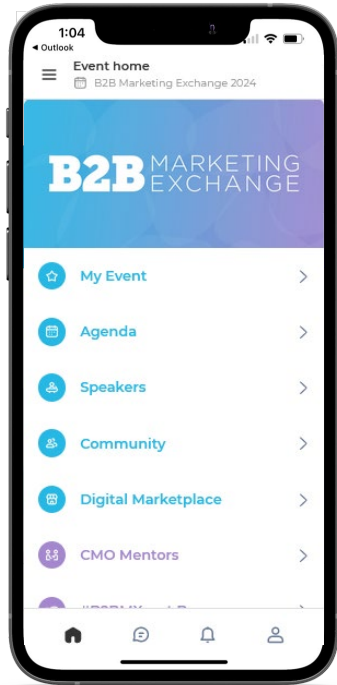 1:04
◀ Outlook
Event home
B2B Marketing Exchange 2024
B2B MARKETING
EXCHANGE
My Event
Agenda
Speakers
Community
Digital Marketplace
CMO Mentors